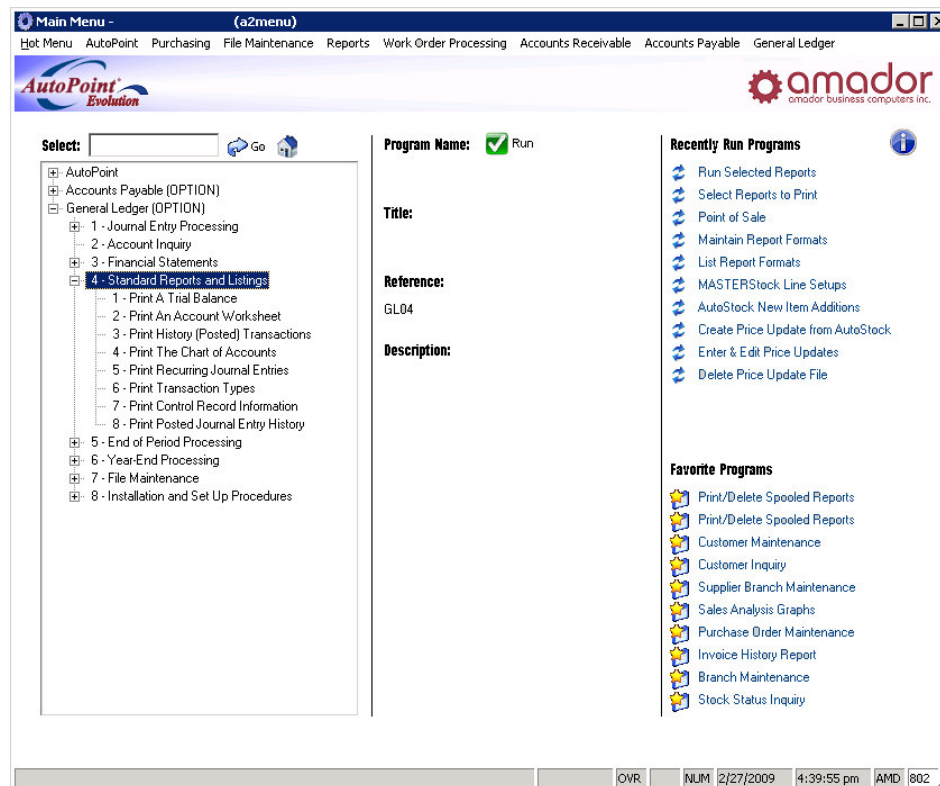 Main Menu - (a2menu)
Hot Menu AutoPoint Purchasing File Maintenance Reports Work Order Processing Accounts Receivable Accounts Payable General Ledger
AutoPoint
Evolution
amador
amador business computers inc.
Select: Go
AutoPoint
Accounts Payable (OPTION)
General Ledger (OPTION)
1 - Journal Entry Processing
2 - Account Inquiry
3 - Financial Statements
4 - Standard Reports and Listings
1 - Print A Trial Balance
2 - Print An Account Worksheet
3 - Print History (Posted) Transactions
4 - Print The Chart of Accounts
5 - Print Recurring Journal Entries
6 - Print Transaction Types
7 - Print Control Record Information
8 - Print Posted Journal Entry History
5 - End of Period Processing
6 - Year-End Processing
7 - File Maintenance
8 - Installation and Set Up Procedures
Program Name: Run
Title:
Reference:
GL04
Description:
Recently Run Programs
Run Selected Reports
Select Reports to Print
Point of Sale
Maintain Report Formats
List Report Formats
MASTERStock Line Setups
AutoStock New Item Additions
Create Price Update from AutoStock
Enter & Edit Price Updates
Delete Price Update File
Favorite Programs
Print/Delete Spooled Reports
Print/Delete Spooled Reports
Customer Maintenance
Customer Inquiry
Supplier Branch Maintenance
Sales Analysis Graphs
Purchase Order Maintenance
Invoice History Report
Branch Maintenance
Stock Status Inquiry
OVR NUM 2/27/2009 4:39:55 pm AMD 802